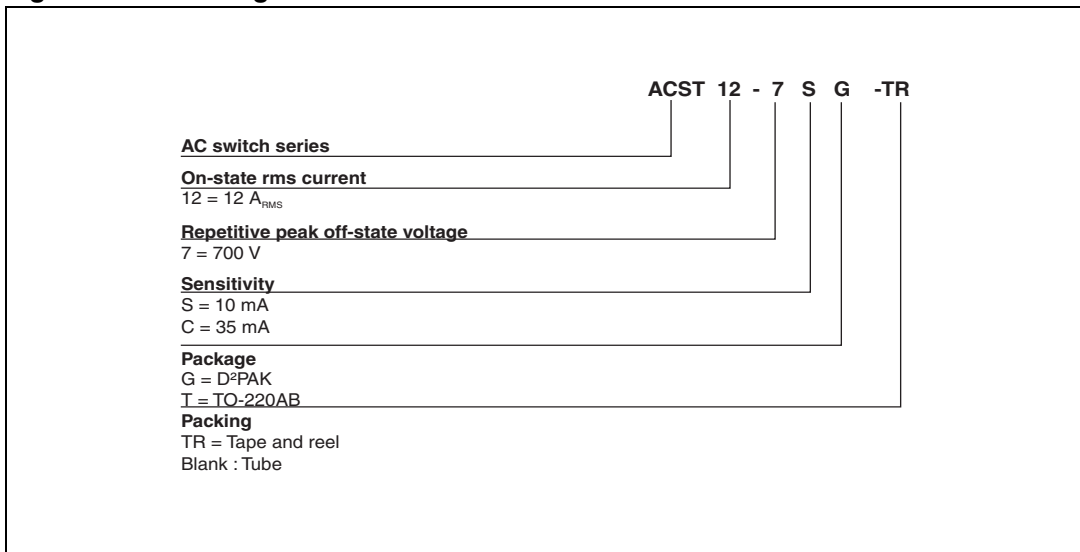 ACST 12 - 7 S G -TR
AC switch series
On-state rms current
12 = 12 ARMS
Repetitive peak off-state voltage
7 = 700 V
Sensitivity
S = 10 mA
C = 35 mA
Package
G = D²PAK
T = TO-220AB
Packing
TR = Tape and reel
Blank : Tube